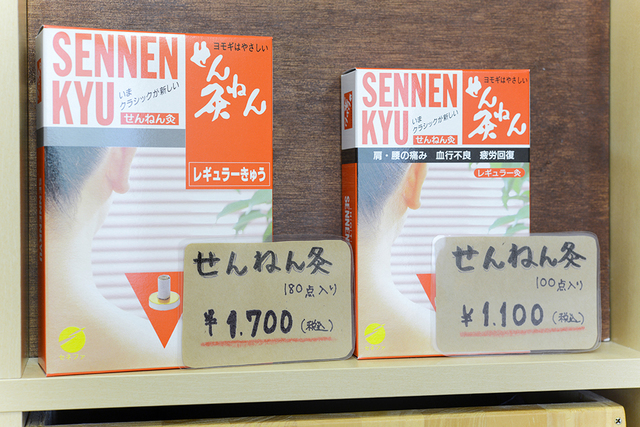 SENNEN
KYU
いま
クラシックが新しい
せんねん灸
ヨモギはやさしい
せんねん
灸
レギュラーきゅう
せんねん灸
180点入り
¥1.700(税込)
SENNEN
KYU
いま
クラシックが新しい
せんねん灸
ヨモギはやさしい
せんねん
灸
肩・腰の痛み 血行不良 疲労回復
レギュラー灸
SENNE
せんねん灸
100点入り
¥1.100(税込)